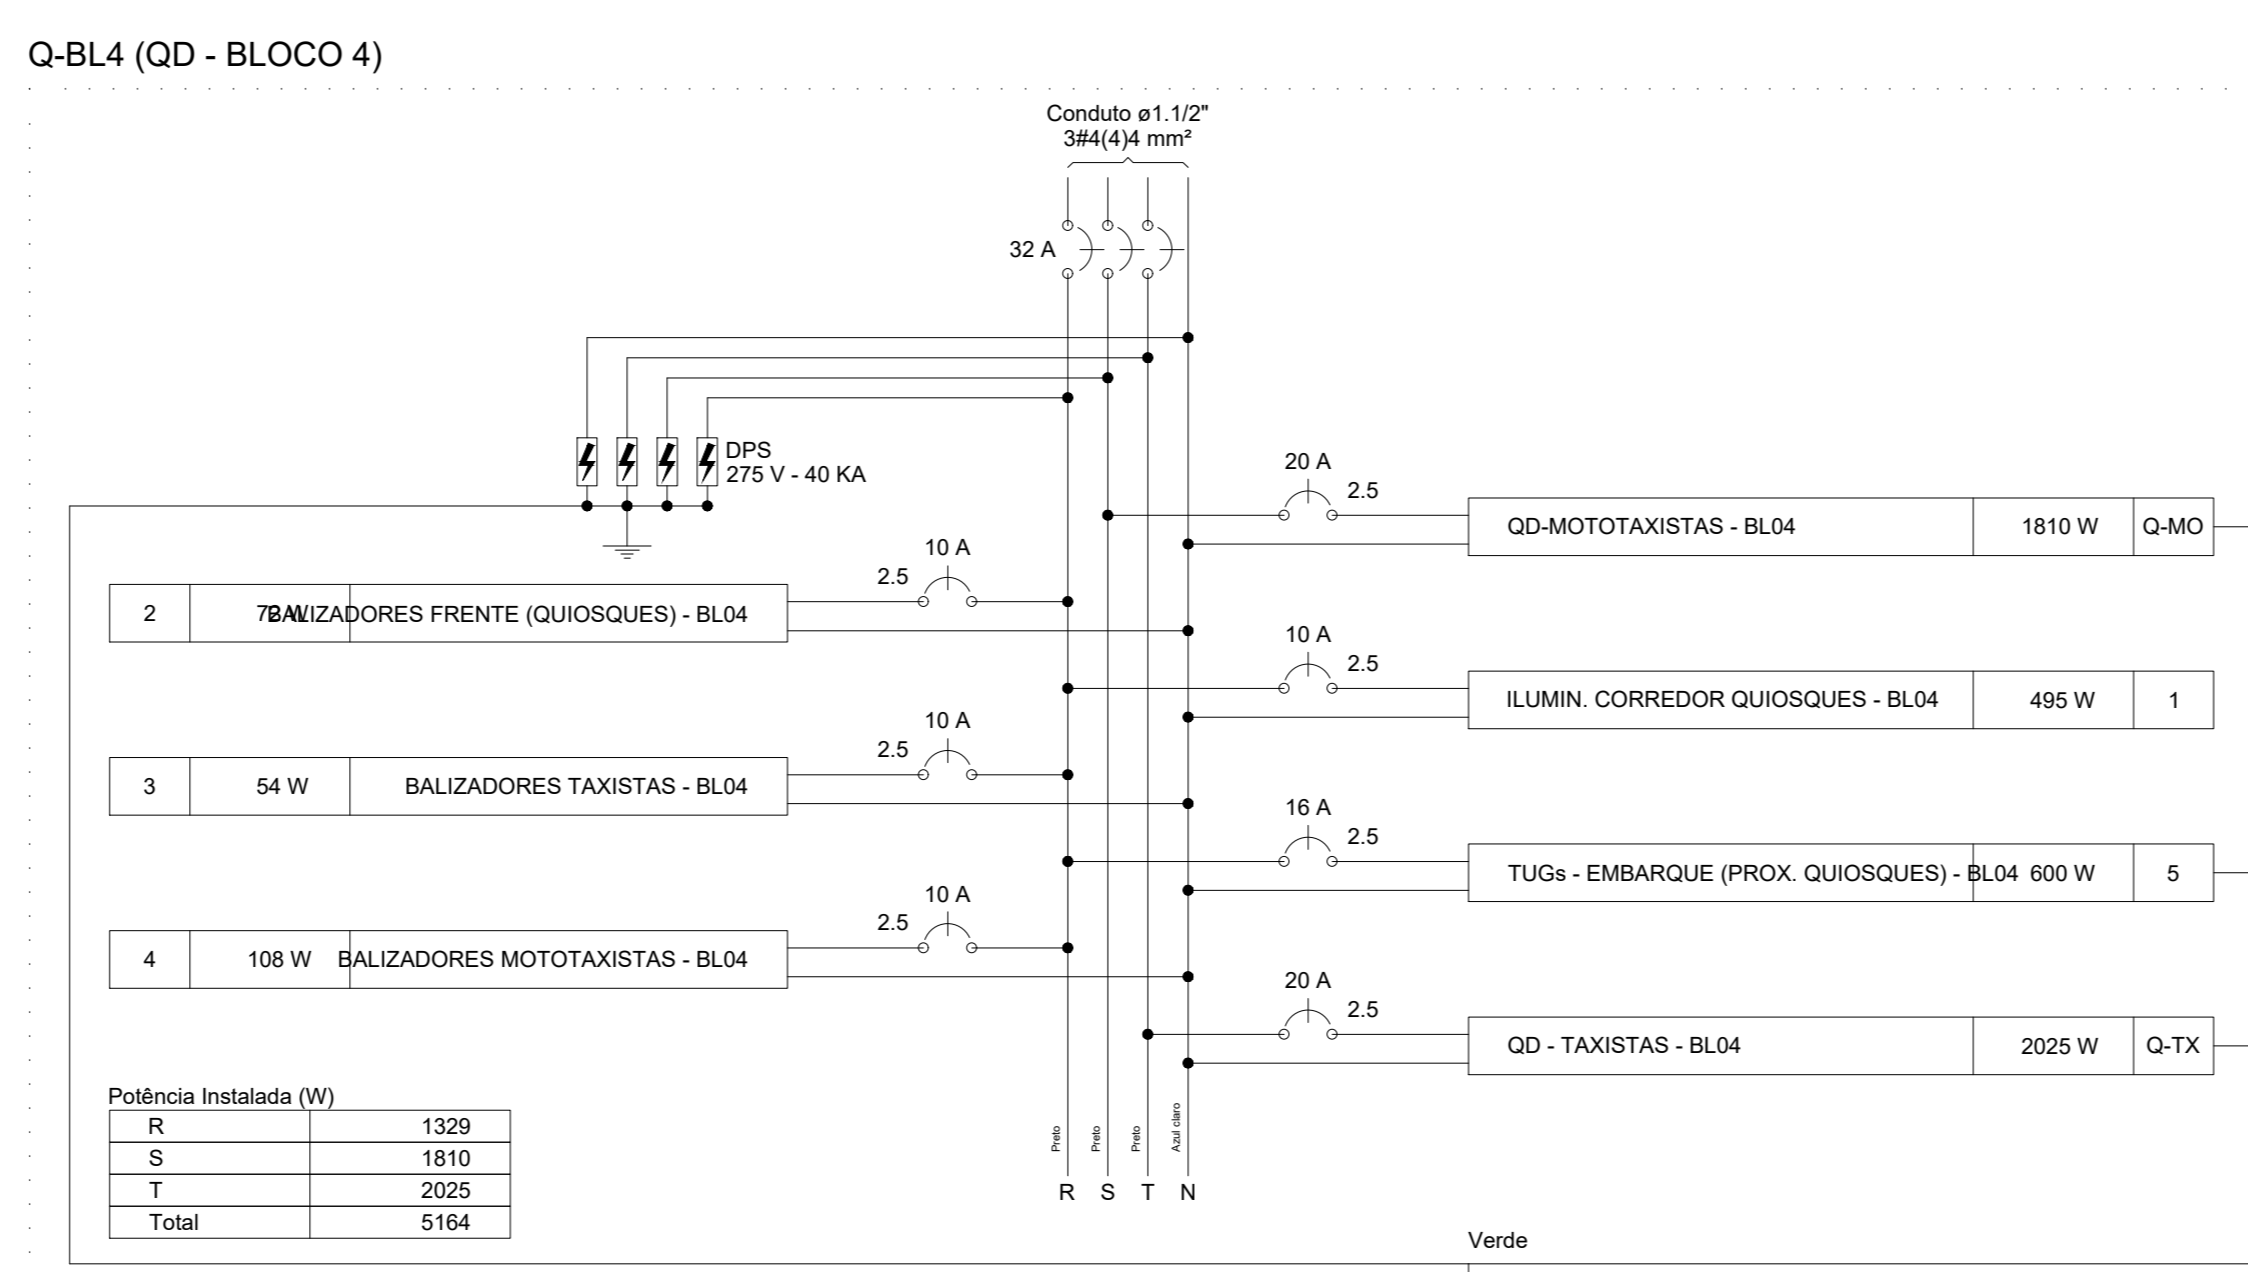 Q-BL4 (QD - BLOCO 4)
Conduto ø1.1/2"
3#4(4)4 mm²
32 A
DPS
275 V - 40 KA
20 A
2.5
QD-MOTOTAXISTAS - BL04 1810 W Q-MO
10 A
2.5
2 72 W BALIZADORES FRENTE (QUIOSQUES) - BL04
10 A
2.5
ILUMIN. CORREDOR QUIOSQUES - BL04 495 W 1
10 A
2.5
3 54 W BALIZADORES TAXISTAS - BL04
16 A
2.5
TUGs - EMBARQUE (PROX. QUIOSQUES) - BL04 600 W 5
10 A
2.5
4 108 W BALIZADORES MOTOTAXISTAS - BL04
20 A
2.5
QD - TAXISTAS - BL04 2025 W Q-TX
Potência Instalada (W)
R 1329
S 1810
T 2025
Total 5164
Preto
Preto
Preto
Azul claro
R S T N
Verde